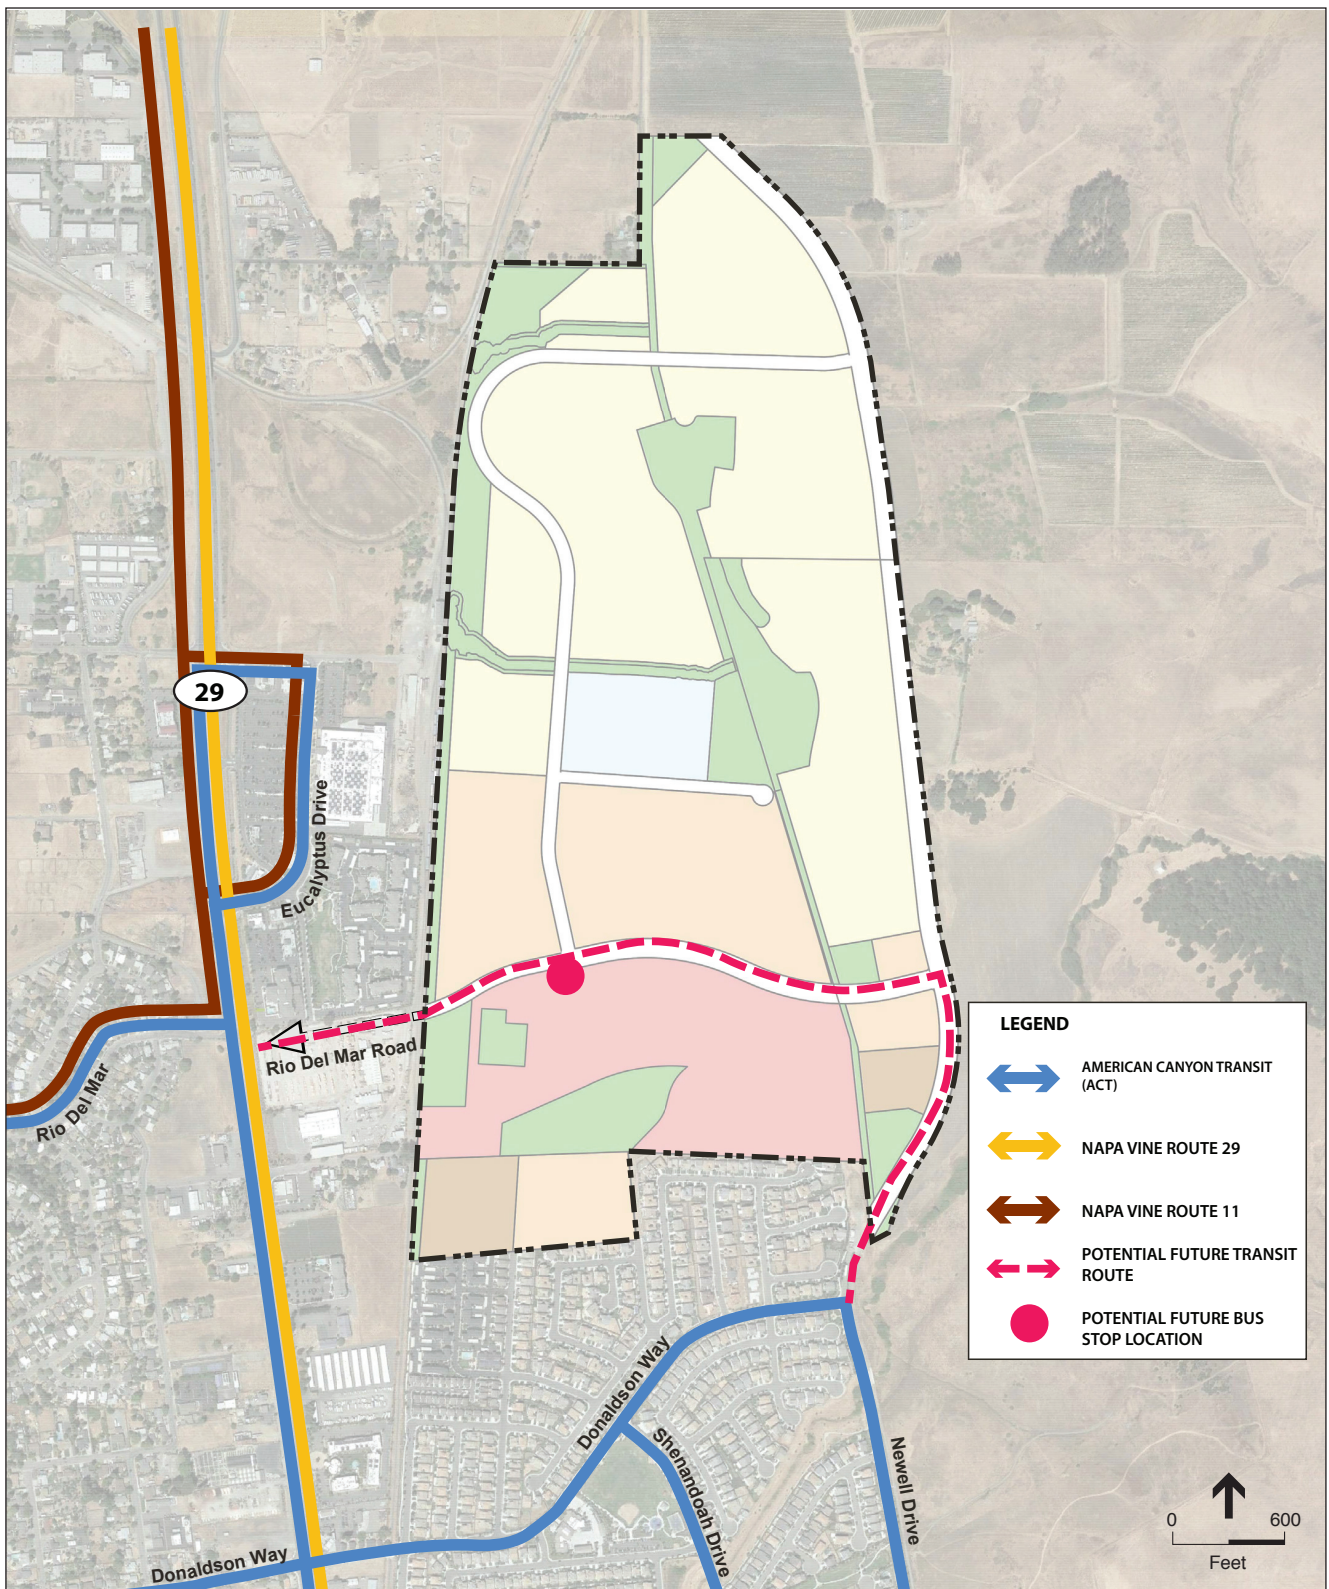 29
Eucalyptus Drive
Rio Del Mar Road
Rio Del Mar
LEGEND
AMERICAN CANYON TRANSIT
(ACT)
NAPA VINE ROUTE 29
NAPA VINE ROUTE 11
POTENTIAL FUTURE TRANSIT
ROUTE
POTENTIAL FUTURE BUS
STOP LOCATION
Donaldson Way
Shenandoah Drive
Newell Drive
Donaldson Way
0 600
Feet